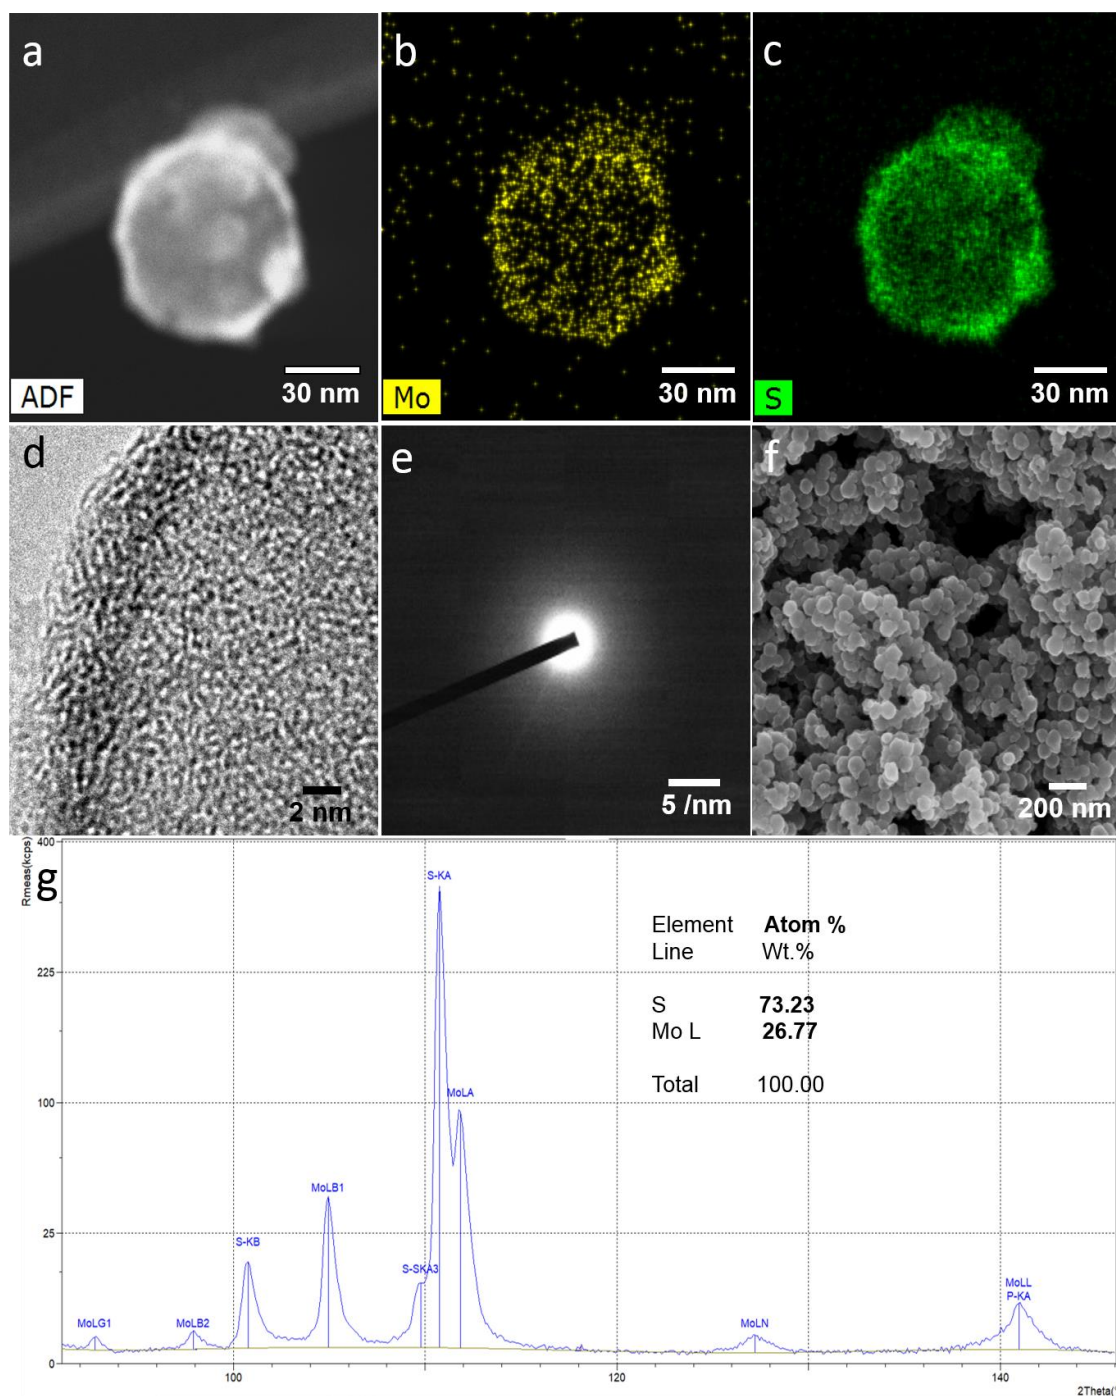 a
b
c
ADF
30 nm
Mo
30 nm
S
30 nm
d
e
f
2 nm
5 /nm
200 nm
g
Rmeas(kcps)
400
225
100
25
0
S-KA
MoLA
MoLB1
S-KB
S-SKA3
MoLG1
MoLB2
MoLN
MoLL
P-KA
Element Atom %
Line Wt.%
S 73.23
Mo L 26.77
Total 100.00
100
120
140
2Theta(